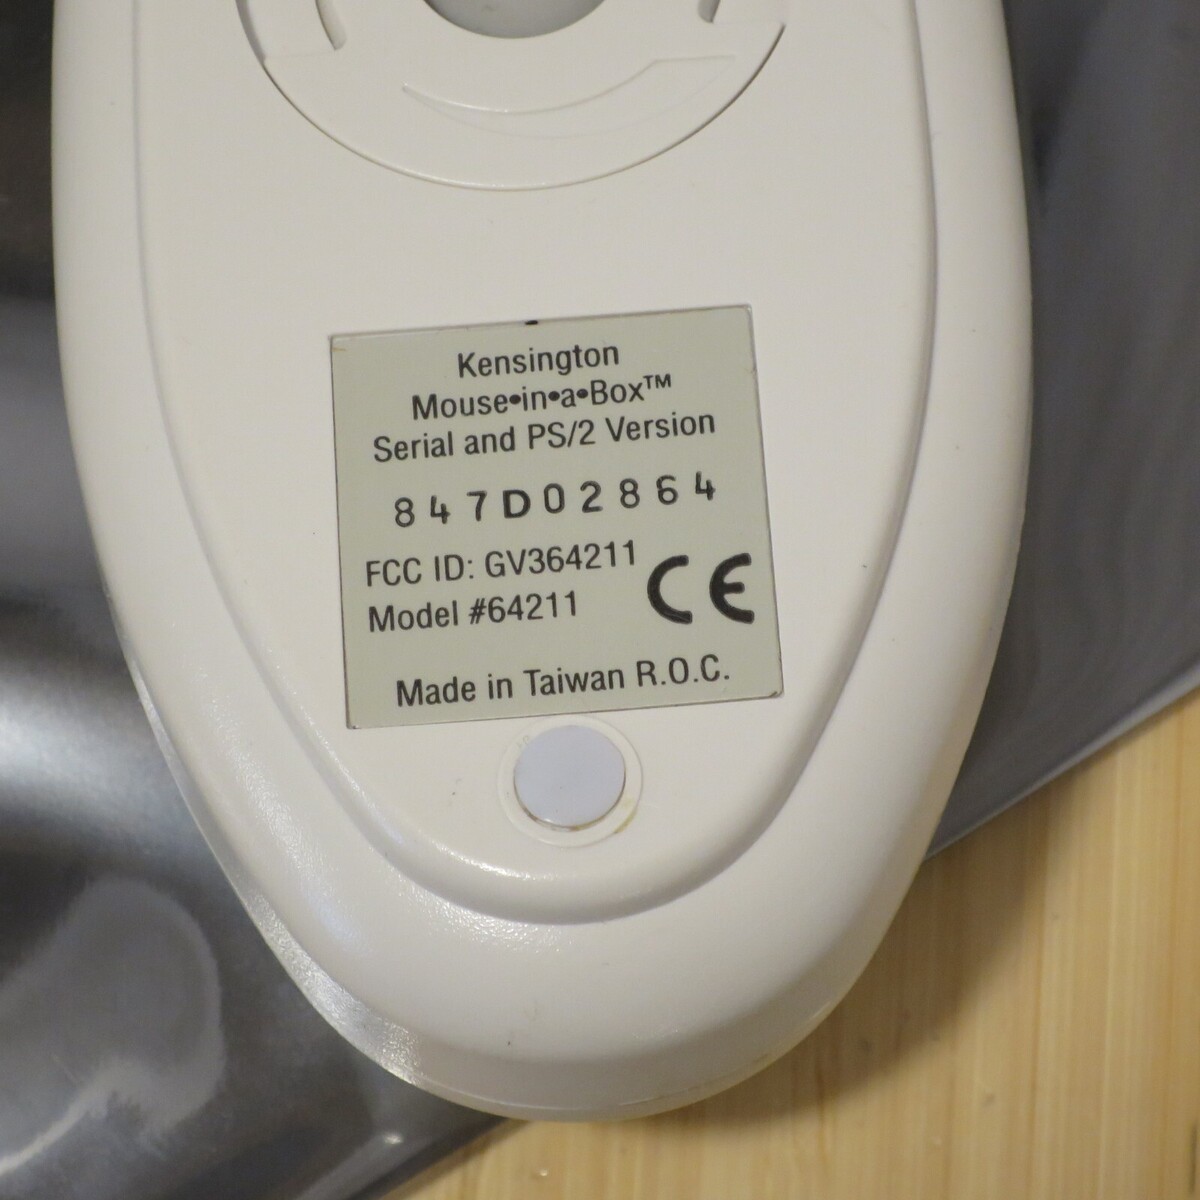 Kensington
Mouse•in•a•Box™
Serial and PS/2 Version
847D02864
FCC ID: GV364211
Model #64211
CE
Made in Taiwan R.O.C.